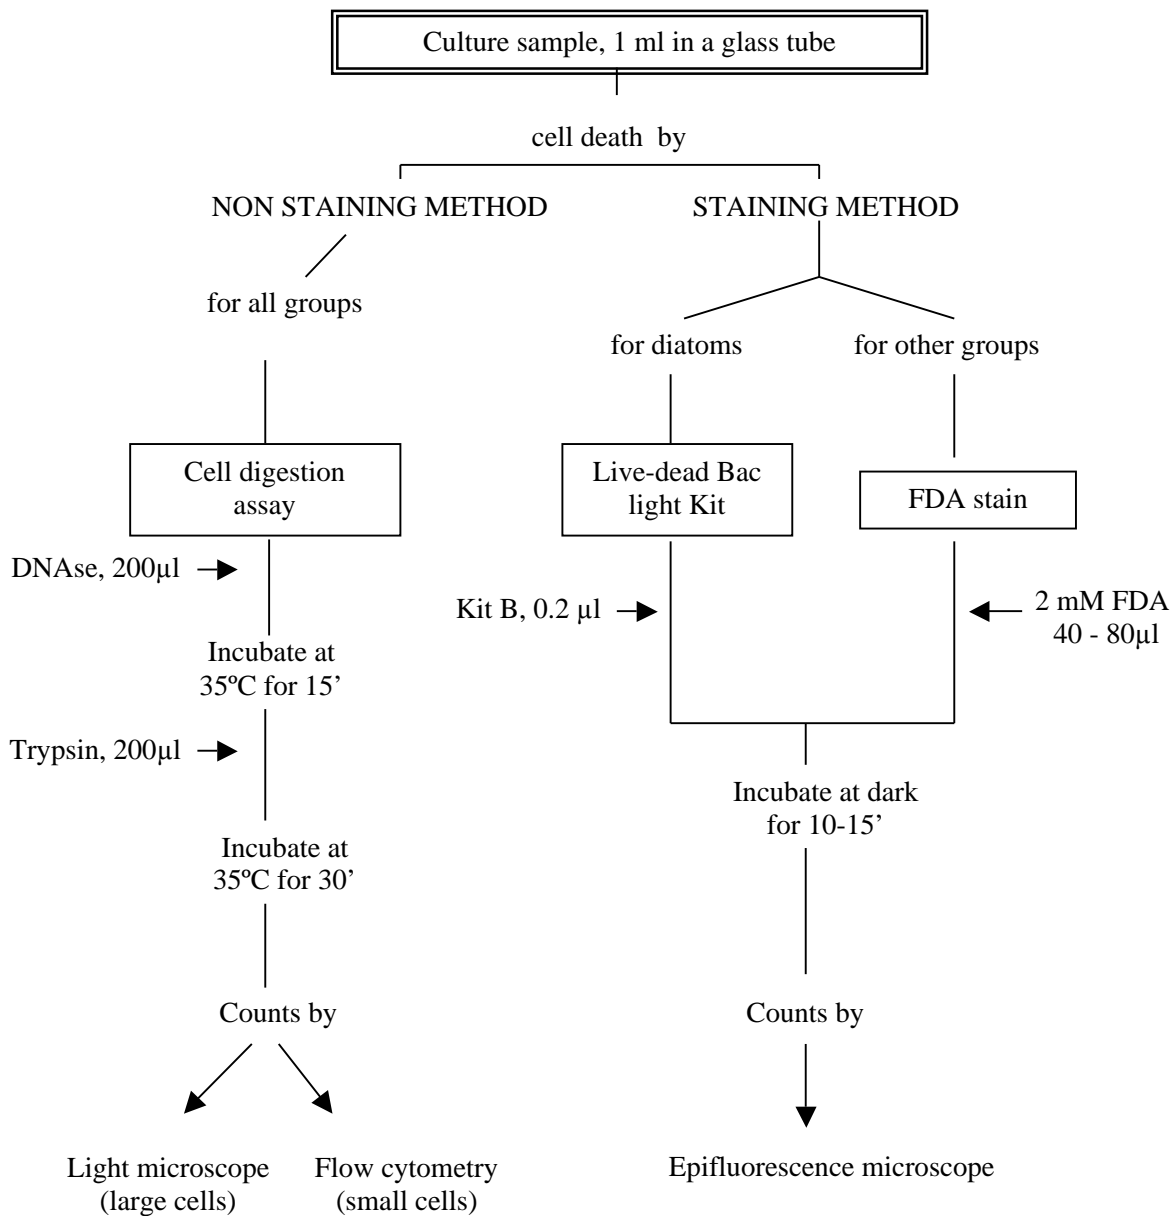 Culture sample, 1 ml in a glass tube
cell death by
NON STAINING METHOD
STAINING METHOD
for all groups
for diatoms
for other groups
Cell digestion
assay
Live-dead Bac
light Kit
FDA stain
DNAse, 200µl
Kit B, 0.2 µl
2 mM FDA
40 - 80µl
Incubate at
35ºC for 15’
Trypsin, 200µl
Incubate at dark
for 10-15’
Incubate at
35ºC for 30’
Counts by
Counts by
Light microscope
(large cells)
Flow cytometry
(small cells)
Epifluorescence microscope